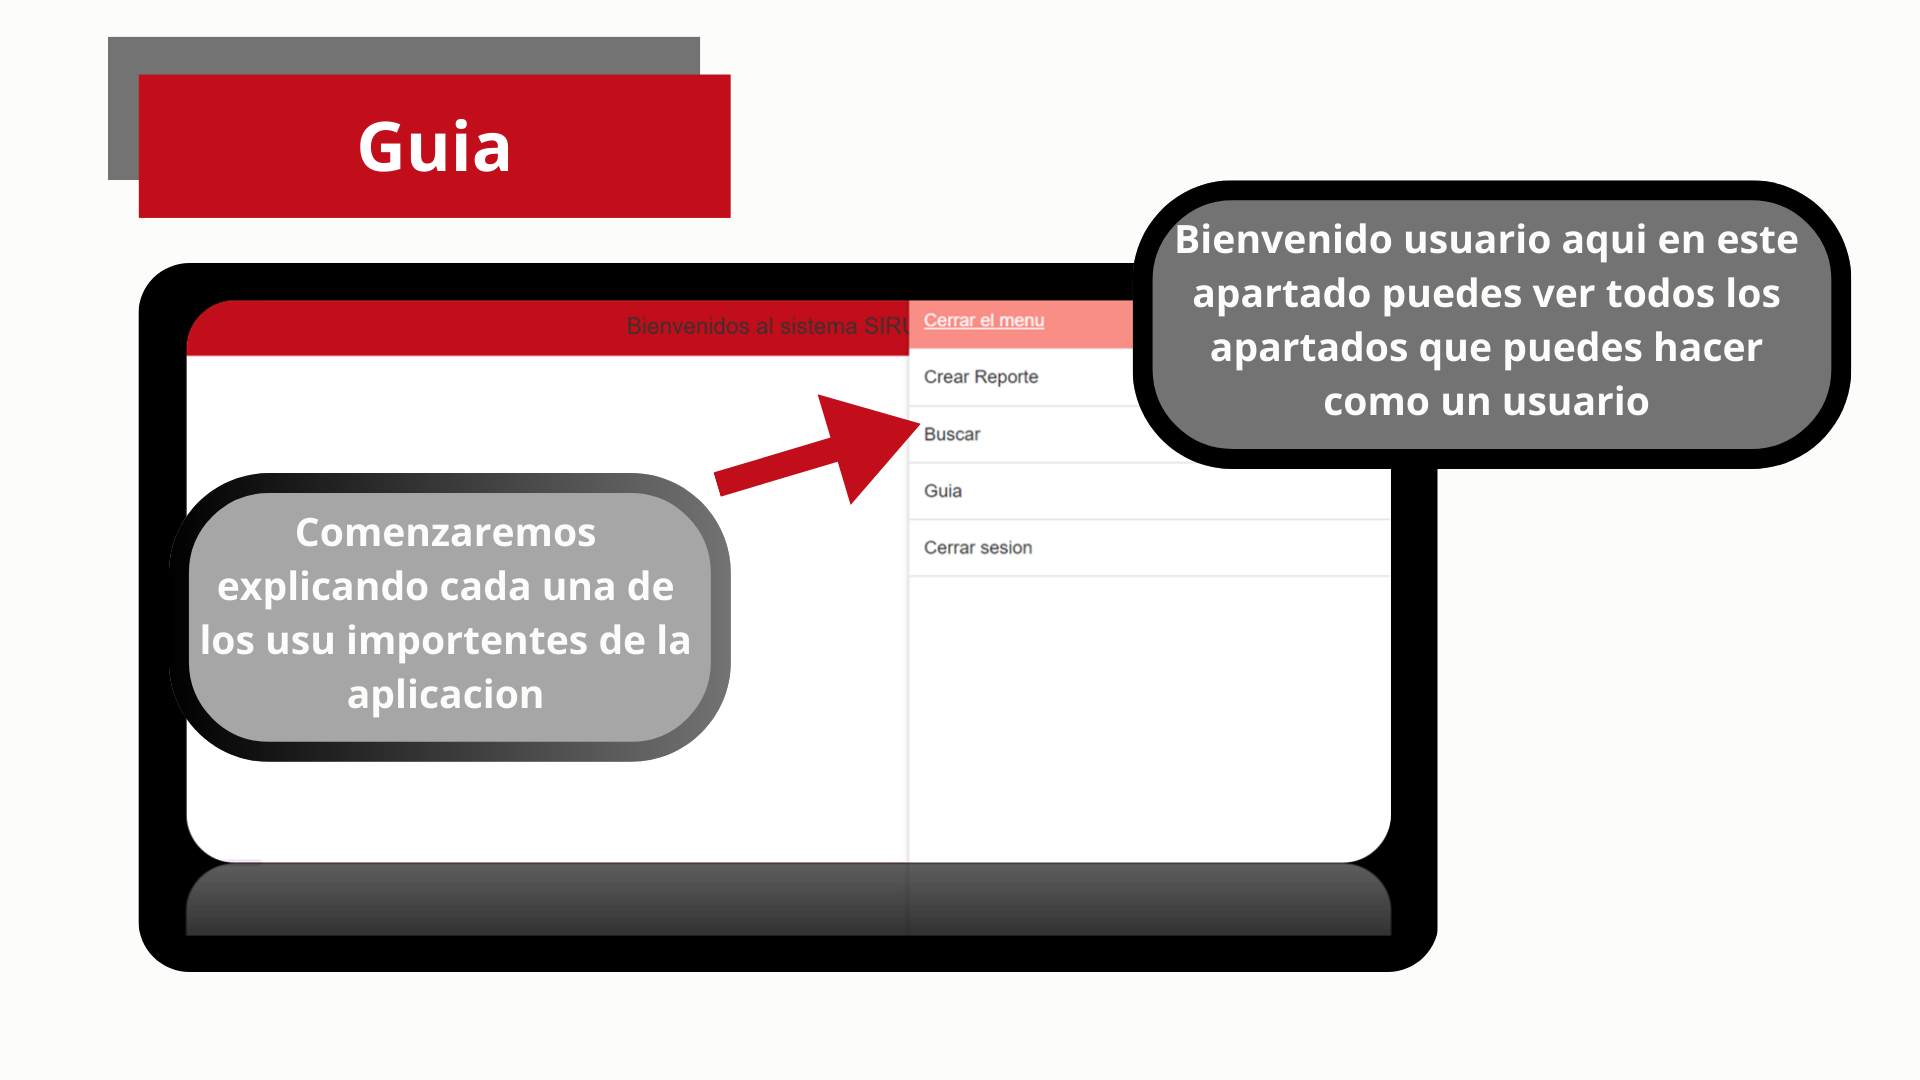 Guia
Bienvenido usuario aqui en este
apartado puedes ver todos los
apartados que puedes hacer
como un usuario
Bienvenidos al sistema
Cerrar el menu
Crear Reporte
Buscar
Guia
Cerrar sesion
Comenzaremos
explicando cada una de
los usu importentes de la
aplicacion